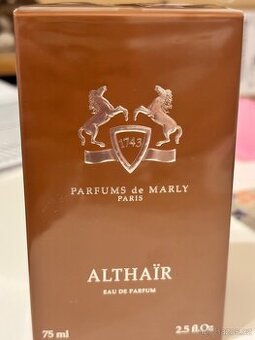 1743
PARFUMS de MARLY
PARIS
ALTHAÏR
EAU DE PARFUM
75 ml 2.5 fl.Oz